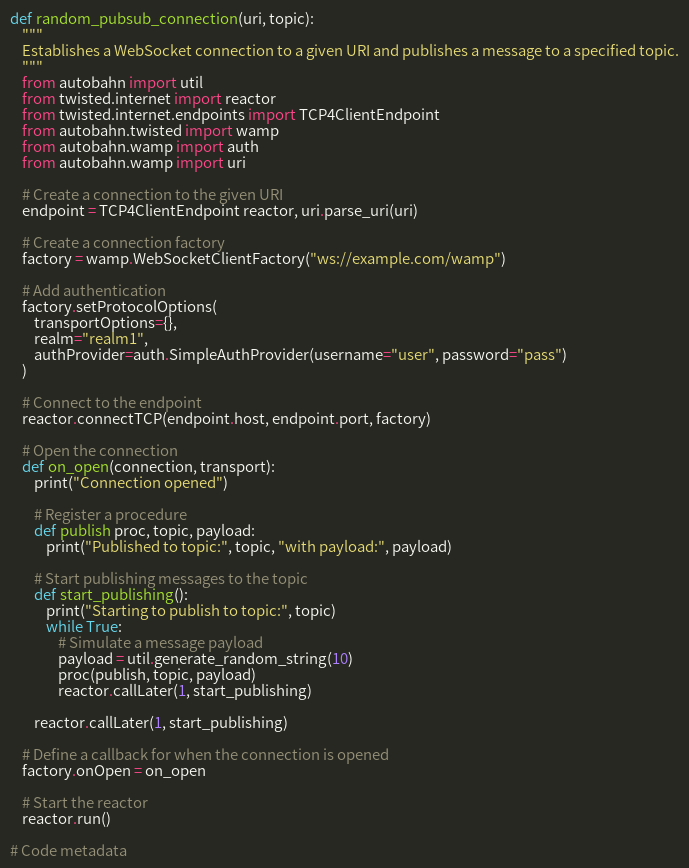 def random_pubsub_connection(uri, topic):
    """
    Establishes a WebSocket connection to a given URI and publishes a message to a specified topic.
    """
    from autobahn import util
    from twisted.internet import reactor
    from twisted.internet.endpoints import TCP4ClientEndpoint
    from autobahn.twisted import wamp
    from autobahn.wamp import auth
    from autobahn.wamp import uri

    # Create a connection to the given URI
    endpoint = TCP4ClientEndpoint reactor, uri.parse_uri(uri)

    # Create a connection factory
    factory = wamp.WebSocketClientFactory("ws://example.com/wamp")

    # Add authentication
    factory.setProtocolOptions(
        transportOptions={},
        realm="realm1",
        authProvider=auth.SimpleAuthProvider(username="user", password="pass")
    )

    # Connect to the endpoint
    reactor.connectTCP(endpoint.host, endpoint.port, factory)

    # Open the connection
    def on_open(connection, transport):
        print("Connection opened")

        # Register a procedure
        def publish proc, topic, payload:
            print("Published to topic:", topic, "with payload:", payload)

        # Start publishing messages to the topic
        def start_publishing():
            print("Starting to publish to topic:", topic)
            while True:
                # Simulate a message payload
                payload = util.generate_random_string(10)
                proc(publish, topic, payload)
                reactor.callLater(1, start_publishing)

        reactor.callLater(1, start_publishing)

    # Define a callback for when the connection is opened
    factory.onOpen = on_open

    # Start the reactor
    reactor.run()

# Code metadata